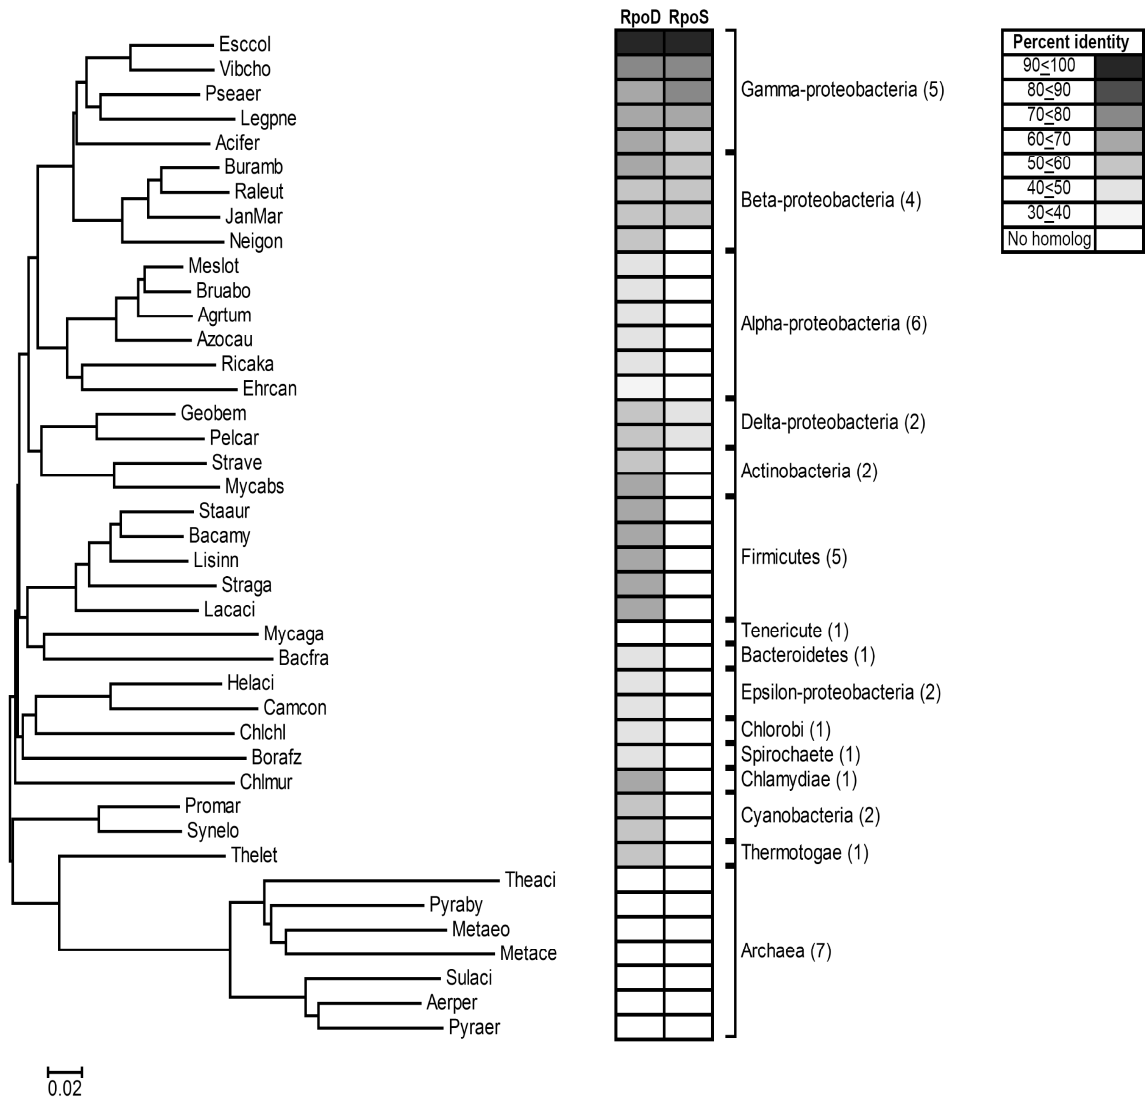 RpoD RpoS
Percent identity
90≤100
80≤90
70≤80
60≤70
50≤60
40≤50
30≤40
No homolog
Esccol
Vibcho
Pseaer
Legpne
Acifer
Buramb
Raleut
JanMar
Neigon
Meslot
Bruabo
Agrtum
Azocau
Ricaka
Ehrcan
Geobem
Pelcar
Strave
Mycabs
Staaur
Bacamy
Lisinn
Straga
Lacaci
Mycaga
Bacfra
Helaci
Camcon
Chlchl
Borafz
Chlmur
Promar
Synelo
Thelet
Theaci
Pyraby
Metaeo
Metace
Sulaci
Aerper
Pyraer
Gamma-proteobacteria (5)
Beta-proteobacteria (4)
Alpha-proteobacteria (6)
Delta-proteobacteria (2)
Actinobacteria (2)
Firmicutes (5)
Tenericute (1)
Bacteroidetes (1)
Epsilon-proteobacteria (2)
Chlorobi (1)
Spirochaete (1)
Chlamydiae (1)
Cyanobacteria (2)
Thermotogae (1)
Archaea (7)
0.02